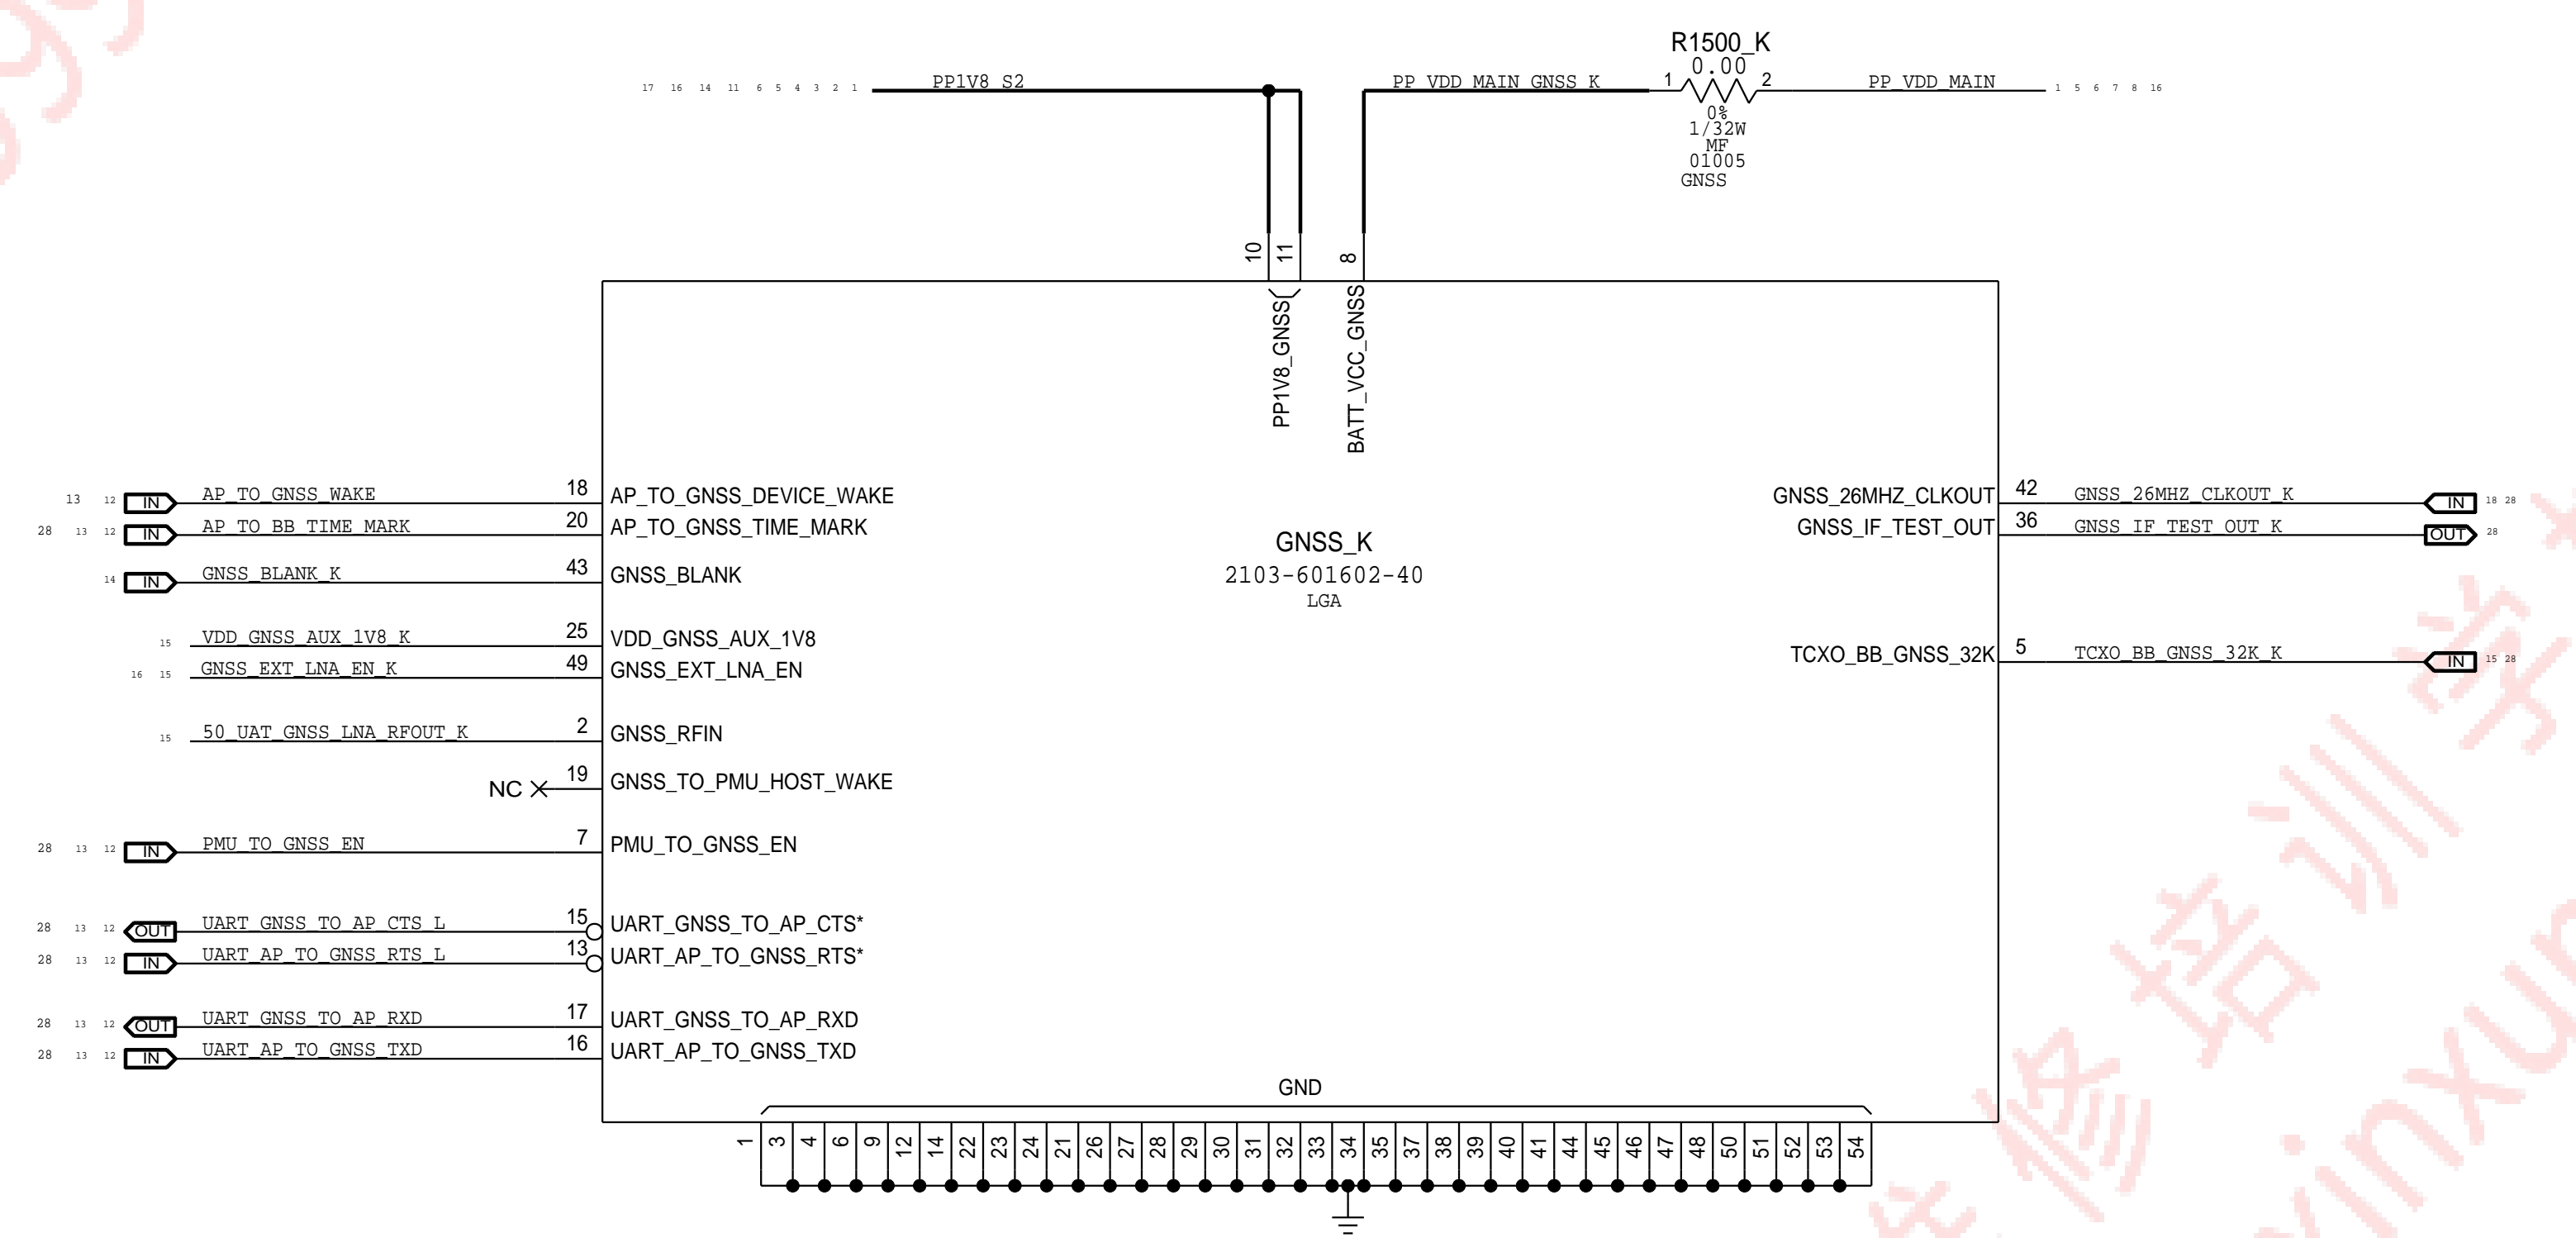 R1500_K
0.00
17 16 14 11 6 5 4 3 2 1 PP1V8_S2
PP_VDD_MAIN_GNSS_K 1 2 PP_VDD_MAIN 1 5 6 7 8 16
0%
1/32W
MF
01005
GNSS
10 11 8
PP1V8_GNSS
BATT_VCC_GNSS
13 12 IN AP_TO_GNSS_WAKE 18 AP_TO_GNSS_DEVICE_WAKE
28 13 12 IN AP_TO_BB_TIME_MARK 20 AP_TO_GNSS_TIME_MARK
14 IN GNSS_BLANK_K 43 GNSS_BLANK
15 VDD_GNSS_AUX_1V8_K 25 VDD_GNSS_AUX_1V8
16 15 GNSS_EXT_LNA_EN_K 49 GNSS_EXT_LNA_EN
15 50_UAT_GNSS_LNA_RFOUT_K 2 GNSS_RFIN
NC 19 GNSS_TO_PMU_HOST_WAKE
28 13 12 IN PMU_TO_GNSS_EN 7 PMU_TO_GNSS_EN
28 13 12 OUT UART_GNSS_TO_AP_CTS_L 15 UART_GNSS_TO_AP_CTS*
28 13 12 IN UART_AP_TO_GNSS_RTS_L 13 UART_AP_TO_GNSS_RTS*
28 13 12 OUT UART_GNSS_TO_AP_RXD 17 UART_GNSS_TO_AP_RXD
28 13 12 IN UART_AP_TO_GNSS_TXD 16 UART_AP_TO_GNSS_TXD
GNSS_K
2103-601602-40
LGA
GNSS_26MHZ_CLKOUT 42 GNSS_26MHZ_CLKOUT_K IN 18 28
GNSS_IF_TEST_OUT 36 GNSS_IF_TEST_OUT_K OUT 28
TCXO_BB_GNSS_32K 5 TCXO_BB_GNSS_32K_K IN 15 28
GND
1 3 4 6 9 12 14 22 23 24 21 26 27 28 29 30 31 32 33 34 35 37 38 39 40 41 44 45 46 47 48 50 51 52 53 54
修培训学
inxun